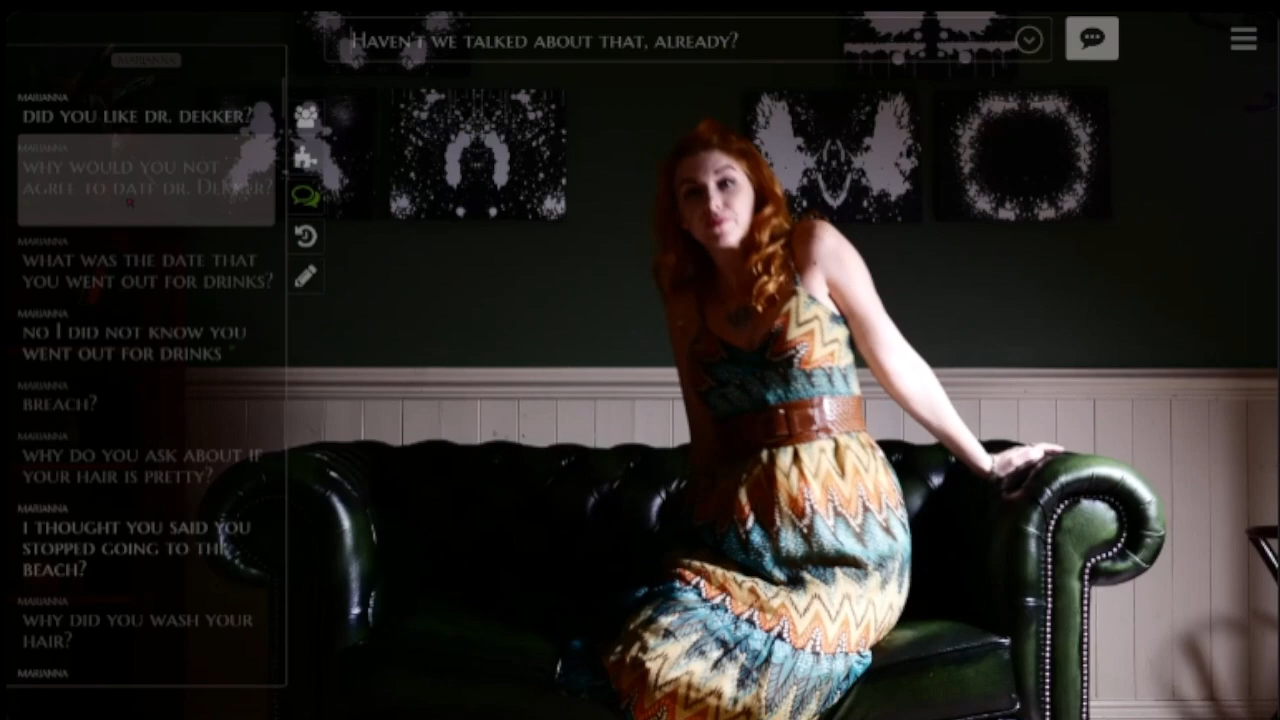 Haven't we talked about that, already?
MARIANNA
MARIANNA
DID YOU LIKE DR. DEKKER?
MARIANNA
WHY WOULD YOU NOT
AGREE TO DATE DR. DEKKER?
MARIANNA
WHAT WAS THE DATE THAT
YOU WENT OUT FOR DRINKS?
MARIANNA
NO I DID NOT KNOW YOU
WENT OUT FOR DRINKS
MARIANNA
BREACH?
MARIANNA
WHY DO YOU ASK ABOUT IF
YOUR HAIR IS PRETTY?
MARIANNA
I THOUGHT YOU SAID YOU
STOPPED GOING TO THE
BEACH?
MARIANNA
WHY DID YOU WASH YOUR
HAIR?
MARIANNA